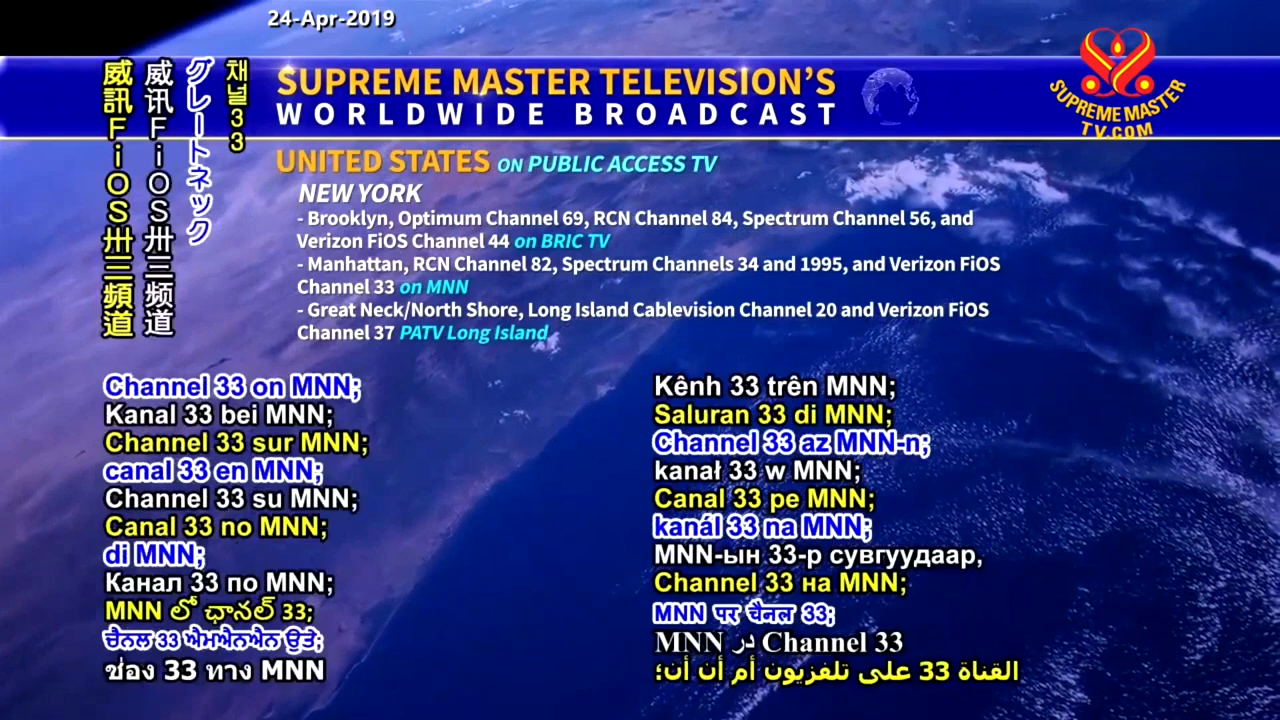 24-Apr-2019
威訊FiOS卅三頻道
威讯FiOS卅三频道
グレートネック
채널33
SUPREME MASTER TELEVISION'S
WORLDWIDE BROADCAST
SUPREME MASTER
TV.COM
UNITED STATES ON PUBLIC ACCESS TV
NEW YORK
- Brooklyn, Optimum Channel 69, RCN Channel 84, Spectrum Channel 56, and
Verizon FiOS Channel 44 on BRIC TV
- Manhattan, RCN Channel 82, Spectrum Channels 34 and 1995, and Verizon FiOS
Channel 33 on MNN
- Great Neck/North Shore, Long Island Cablevision Channel 20 and Verizon FiOS
Channel 37 PATV Long Island
Channel 33 on MNN;
Kanal 33 bei MNN;
Channel 33 sur MNN;
canal 33 en MNN;
Channel 33 su MNN;
Canal 33 no MNN;
di MNN;
Канал 33 по MNN;
MNN లో ఛానల్ 33;
ਚੈਨਲ 33 ਐਮਐਨਐਨ ਉਤੇ;
ช่อง 33 ทาง MNN
Kênh 33 trên MNN;
Saluran 33 di MNN;
Channel 33 az MNN-n;
kanał 33 w MNN;
Canal 33 pe MNN;
kanál 33 na MNN;
MNN-ын 33-р сувгуудаар,
Channel 33 на MNN;
MNN पर चैनल 33;
MNN در Channel 33
القناة 33 على تلفزيون أم أن أن؛